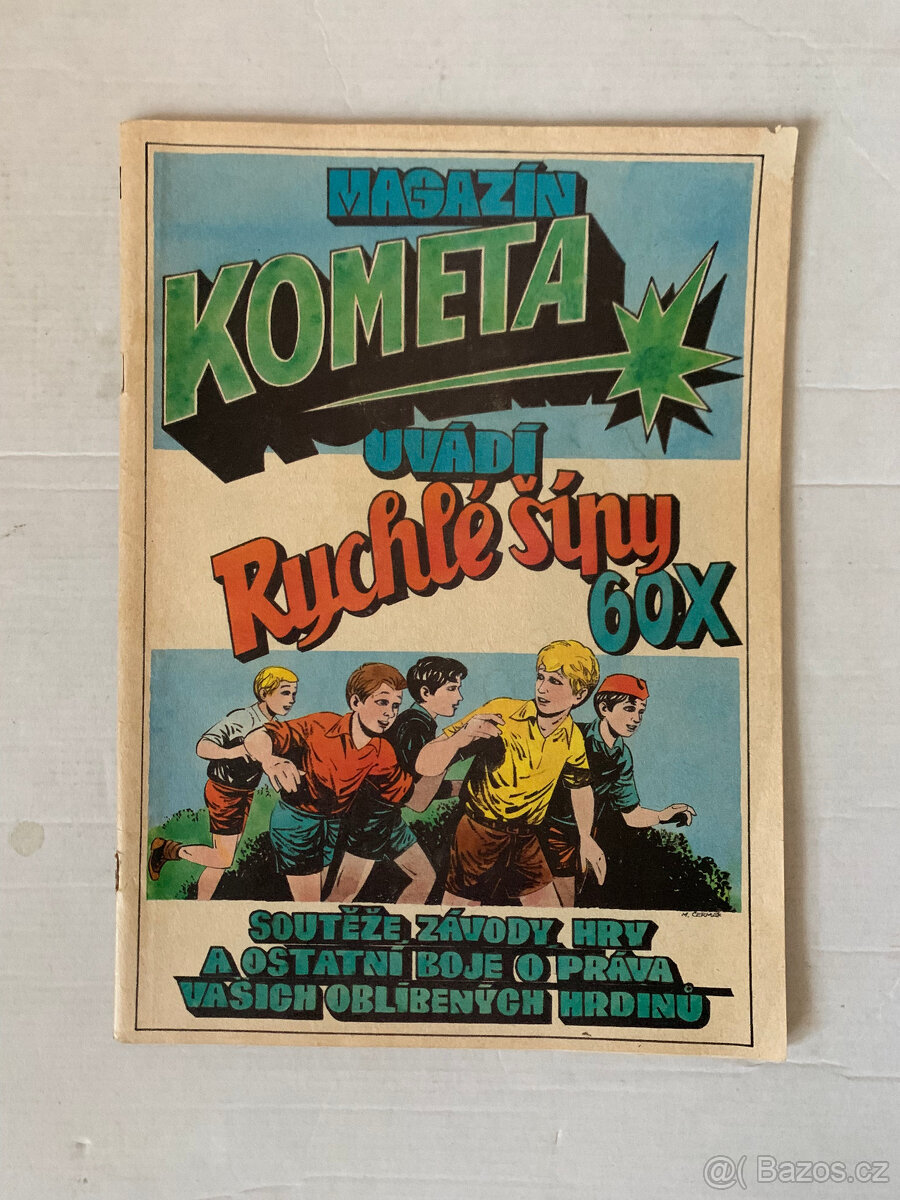 MAGAZÍN
KOMETA
UVÁDÍ
Rychlé šípy
60X
M. ČERMÁK
SOUTĚŽE ZÁVODY HRY
A OSTATNÍ BOJE O PRÁVA
VAŠICH OBLÍBENÝCH HRDINŮ
@( Bazos.cz